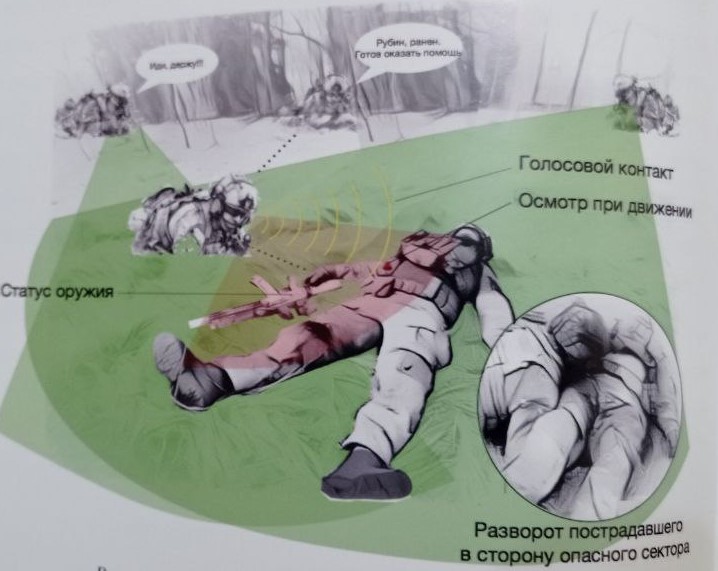 Иди, держу!!!
Рубин, ранен.
Готов оказать помощь
Голосовой контакт
Осмотр при движении
Статус оружия
Разворот пострадавшего
в сторону опасного сектора